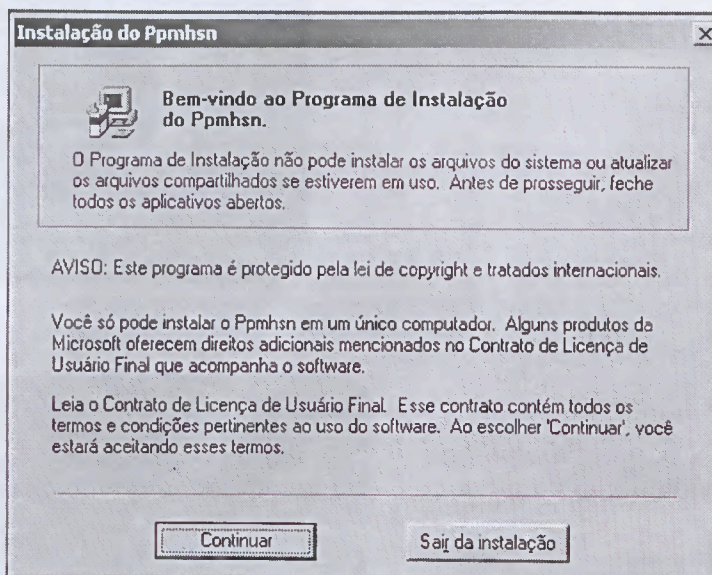 Instalação do Ppmhsn
Bem-vindo ao Programa de Instalação
do Ppmhsn.
O Programa de Instalação não pode instalar os arquivos do sistema ou atualizar
os arquivos compartilhados se estiverem em uso. Antes de prosseguir, feche
todos os aplicativos abertos.
AVISO: Este programa é protegido pela lei de copyright e tratados internacionais.
Você só pode instalar o Ppmhsn em um único computador. Alguns produtos da
Microsoft oferecem direitos adicionais mencionados no Contrato de Licença de
Usuário Final que acompanha o software.
Leia o Contrato de Licença de Usuário Final. Esse contrato contém todos os
termos e condições pertinentes ao uso do software. Ao escolher 'Continuar', você
estará aceitando esses termos.
Continuar
Sair da instalação